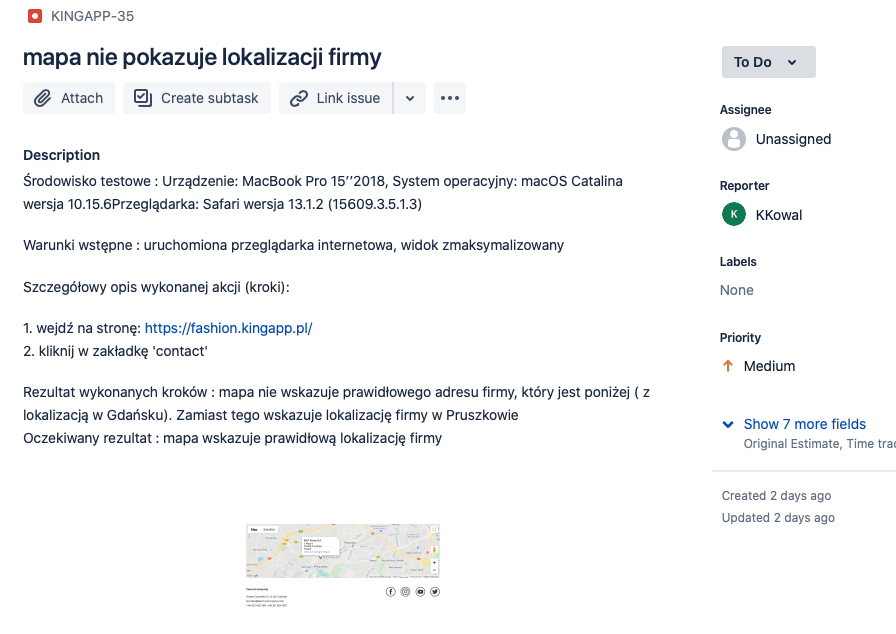 KINGAPP-35
mapa nie pokazuje lokalizacji firmy
Attach
Create subtask
Link issue
Description
Środowisko testowe : Urządzenie: MacBook Pro 15’’2018, System operacyjny: macOS Catalina
wersja 10.15.6Przeglądarka: Safari wersja 13.1.2 (15609.3.5.1.3)
Warunki wstępne : uruchomiona przeglądarka internetowa, widok zmaksymalizowany
Szczegółowy opis wykonanej akcji (kroki):
1. wejdź na stronę: https://fashion.kingapp.pl/
2. kliknij w zakładkę 'contact'
Rezultat wykonanych kroków : mapa nie wskazuje prawidłowego adresu firmy, który jest poniżej ( z
lokalizacją w Gdańsku). Zamiast tego wskazuje lokalizację firmy w Pruszkowie
Oczekiwany rezultat : mapa wskazuje prawidłową lokalizację firmy
Map Satellite
To Do
Assignee
Unassigned
Reporter
K KKowal
Labels
None
Priority
Medium
Show 7 more fields
Original Estimate, Time trac
Created 2 days ago
Updated 2 days ago